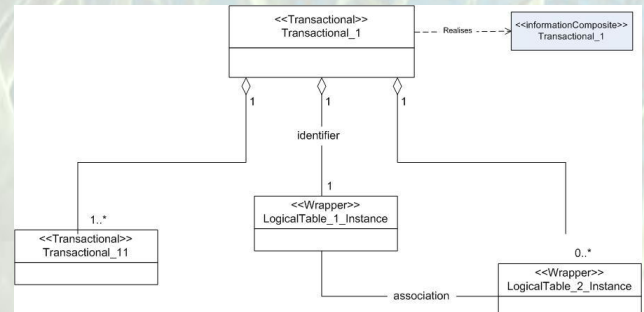 <<Transactional>>
Transactional_1
Realises
<<informationComposite>>
Transactional_1
1
1
1
identifier
1
<<Wrapper>>
LogicalTable_1_Instance
1..*
<<Transactional>>
Transactional_11
0..*
<<Wrapper>>
LogicalTable_2_Instance
association